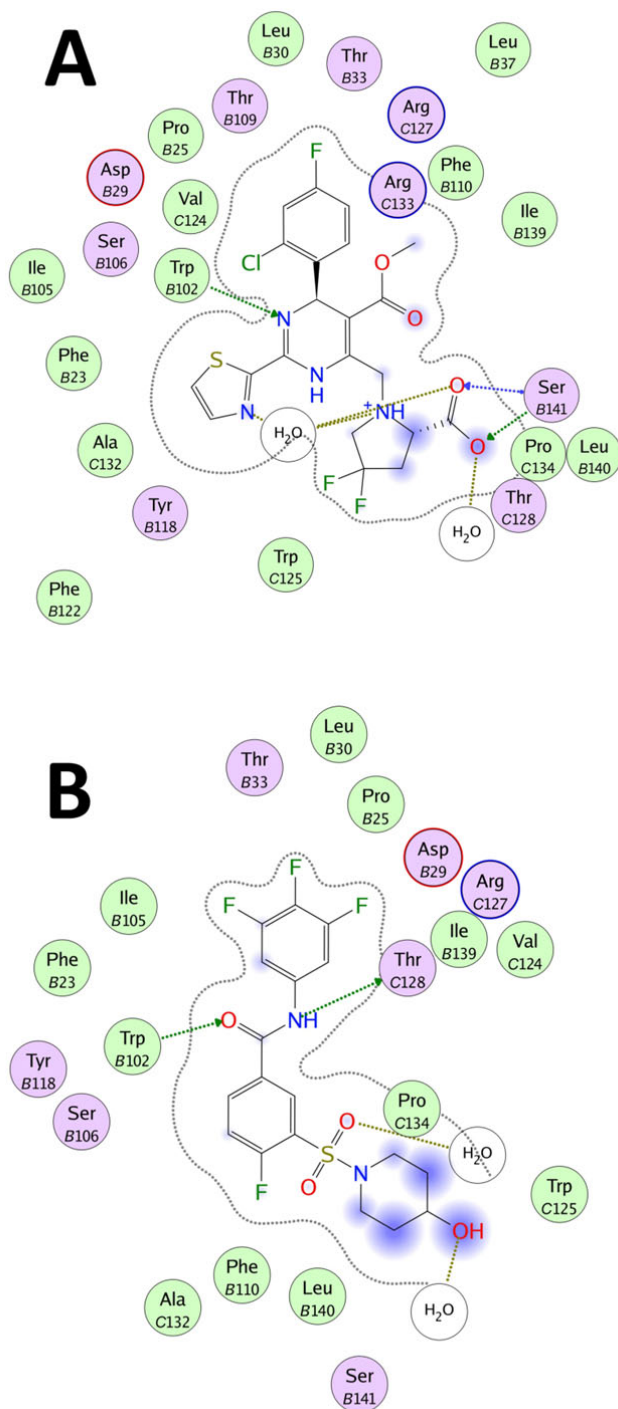 A
Leu
B30
Thr
B33
Leu
B37
Thr
B109
Arg
C127
Pro
B25
F
Phe
B110
Asp
B29
Val
C124
Arg
C133
Ile
B139
Ser
B106
Cl
O
Ile
B105
Trp
B102
N
O
S
Phe
B23
N
H
O
Ser
B141
N
H₂O
+
NH
O
Ala
C132
Pro
C134
Leu
B140
F
F
Thr
C128
Tyr
B118
H₂O
Trp
C125
Phe
B122
B
Leu
B30
Thr
B33
Pro
B25
Asp
B29
Arg
C127
F
F
F
Ile
B105
Ile
B139
Val
C124
Phe
B23
Thr
C128
O
NH
Trp
B102
Tyr
B118
Ser
B106
Pro
C134
O
H₂O
S
O
N
F
Trp
C125
OH
Phe
B110
Leu
B140
H₂O
Ala
C132
Ser
B141